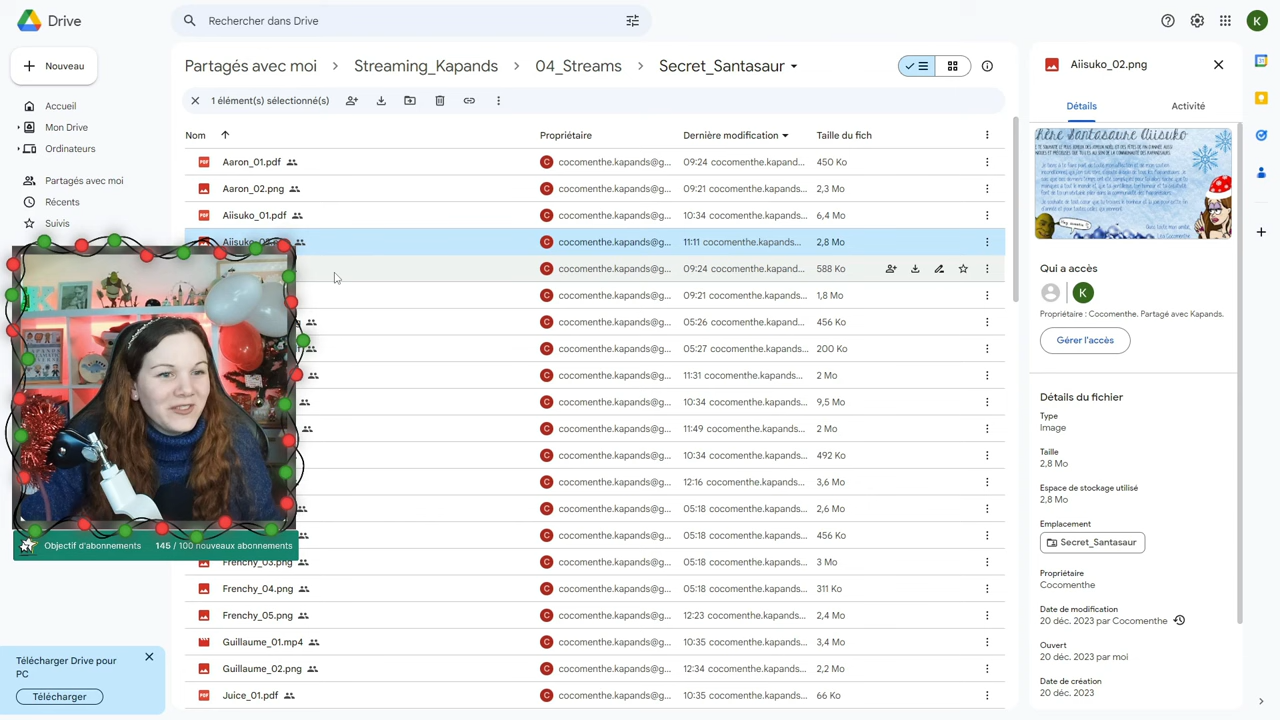 Drive
Rechercher dans Drive
K
Nouveau
Accueil
Mon Drive
Ordinateurs
Partagés avec moi
Récents
Suivis
Partagés avec moi > Streaming_Kapands > 04_Streams > Secret_Santasaur
1 élément(s) sélectionné(s)
Nom Propriétaire Dernière modification Taille du fich
PDF Aaron_01.pdf C cocomenthe.kapands@g... 09:24 cocomenthe.kapand... 450 Ko
Aaron_02.png C cocomenthe.kapands@g... 09:21 cocomenthe.kapands... 2,3 Mo
PDF Aiisuko_01.pdf C cocomenthe.kapands@g... 10:34 cocomenthe.kapands... 6,4 Mo
C cocomenthe.kapands@g... 11:11 cocomenthe.kapands... 2,8 Mo
C cocomenthe.kapands@g... 09:24 cocomenthe.kapand... 588 Ko
C cocomenthe.kapands@g... 09:21 cocomenthe.kapands... 1,8 Mo
C cocomenthe.kapands@g... 05:26 cocomenthe.kapand... 456 Ko
C cocomenthe.kapands@g... 05:27 cocomenthe.kapands... 200 Ko
C cocomenthe.kapands@g... 11:31 cocomenthe.kapands... 2 Mo
C cocomenthe.kapands@g... 10:34 cocomenthe.kapands... 9,5 Mo
C cocomenthe.kapands@g... 11:49 cocomenthe.kapands... 2 Mo
C cocomenthe.kapands@g... 10:34 cocomenthe.kapands... 492 Ko
C cocomenthe.kapands@g... 12:16 cocomenthe.kapands... 3,6 Mo
C cocomenthe.kapands@g... 05:18 cocomenthe.kapands... 2,6 Mo
C cocomenthe.kapands@g... 05:18 cocomenthe.kapands... 456 Ko
Frenchy_03.png C cocomenthe.kapands@g... 05:18 cocomenthe.kapands... 3 Mo
Frenchy_04.png C cocomenthe.kapands@g... 05:18 cocomenthe.kapands... 311 Ko
Frenchy_05.png C cocomenthe.kapands@g... 12:23 cocomenthe.kapands... 2,4 Mo
Guillaume_01.mp4 C cocomenthe.kapands@g... 10:35 cocomenthe.kapands... 3,4 Mo
Guillaume_02.png C cocomenthe.kapands@g... 12:34 cocomenthe.kapands... 2,2 Mo
PDF Juice_01.pdf C cocomenthe.kapands@g... 10:35 cocomenthe.kapands... 66 Ko
Objectif d'abonnements 145 / 100 nouveaux abonnements
Télécharger Drive pour
PC
Télécharger
Aiisuko_02.png
Détails Activité
Santasaure Aiisuko
Qui a accès
K
Propriétaire : Cocomenthe. Partagé avec Kapands.
Gérer l'accès
Détails du fichier
Type
Image
Taille
2,8 Mo
Espace de stockage utilisé
2,8 Mo
Emplacement
Secret_Santasaur
Propriétaire
Cocomenthe
Date de modification
20 déc. 2023 par Cocomenthe
Ouvert
20 déc. 2023 par moi
Date de création
20 déc. 2023